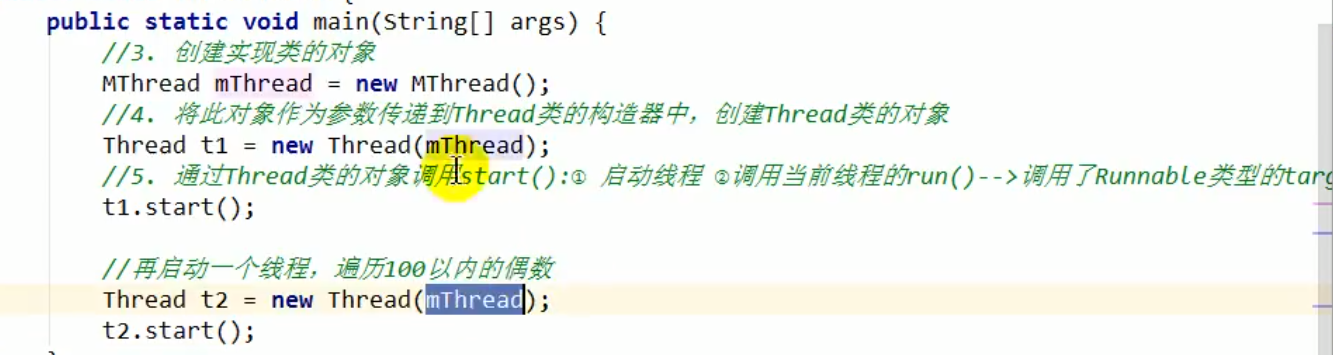 public static void main(String[] args) {
//3. 创建实现类的对象
MThread mThread = new MThread();
//4. 将此对象作为参数传递到Thread类的构造器中，创建Thread类的对象
Thread t1 = new Thread(mThread);
//5. 通过Thread类的对象调用start():① 启动线程 ②调用当前线程的run()-->调用了Runnable类型的targ
t1.start();
//再启动一个线程，遍历100以内的偶数
Thread t2 = new Thread(mThread);
t2.start();